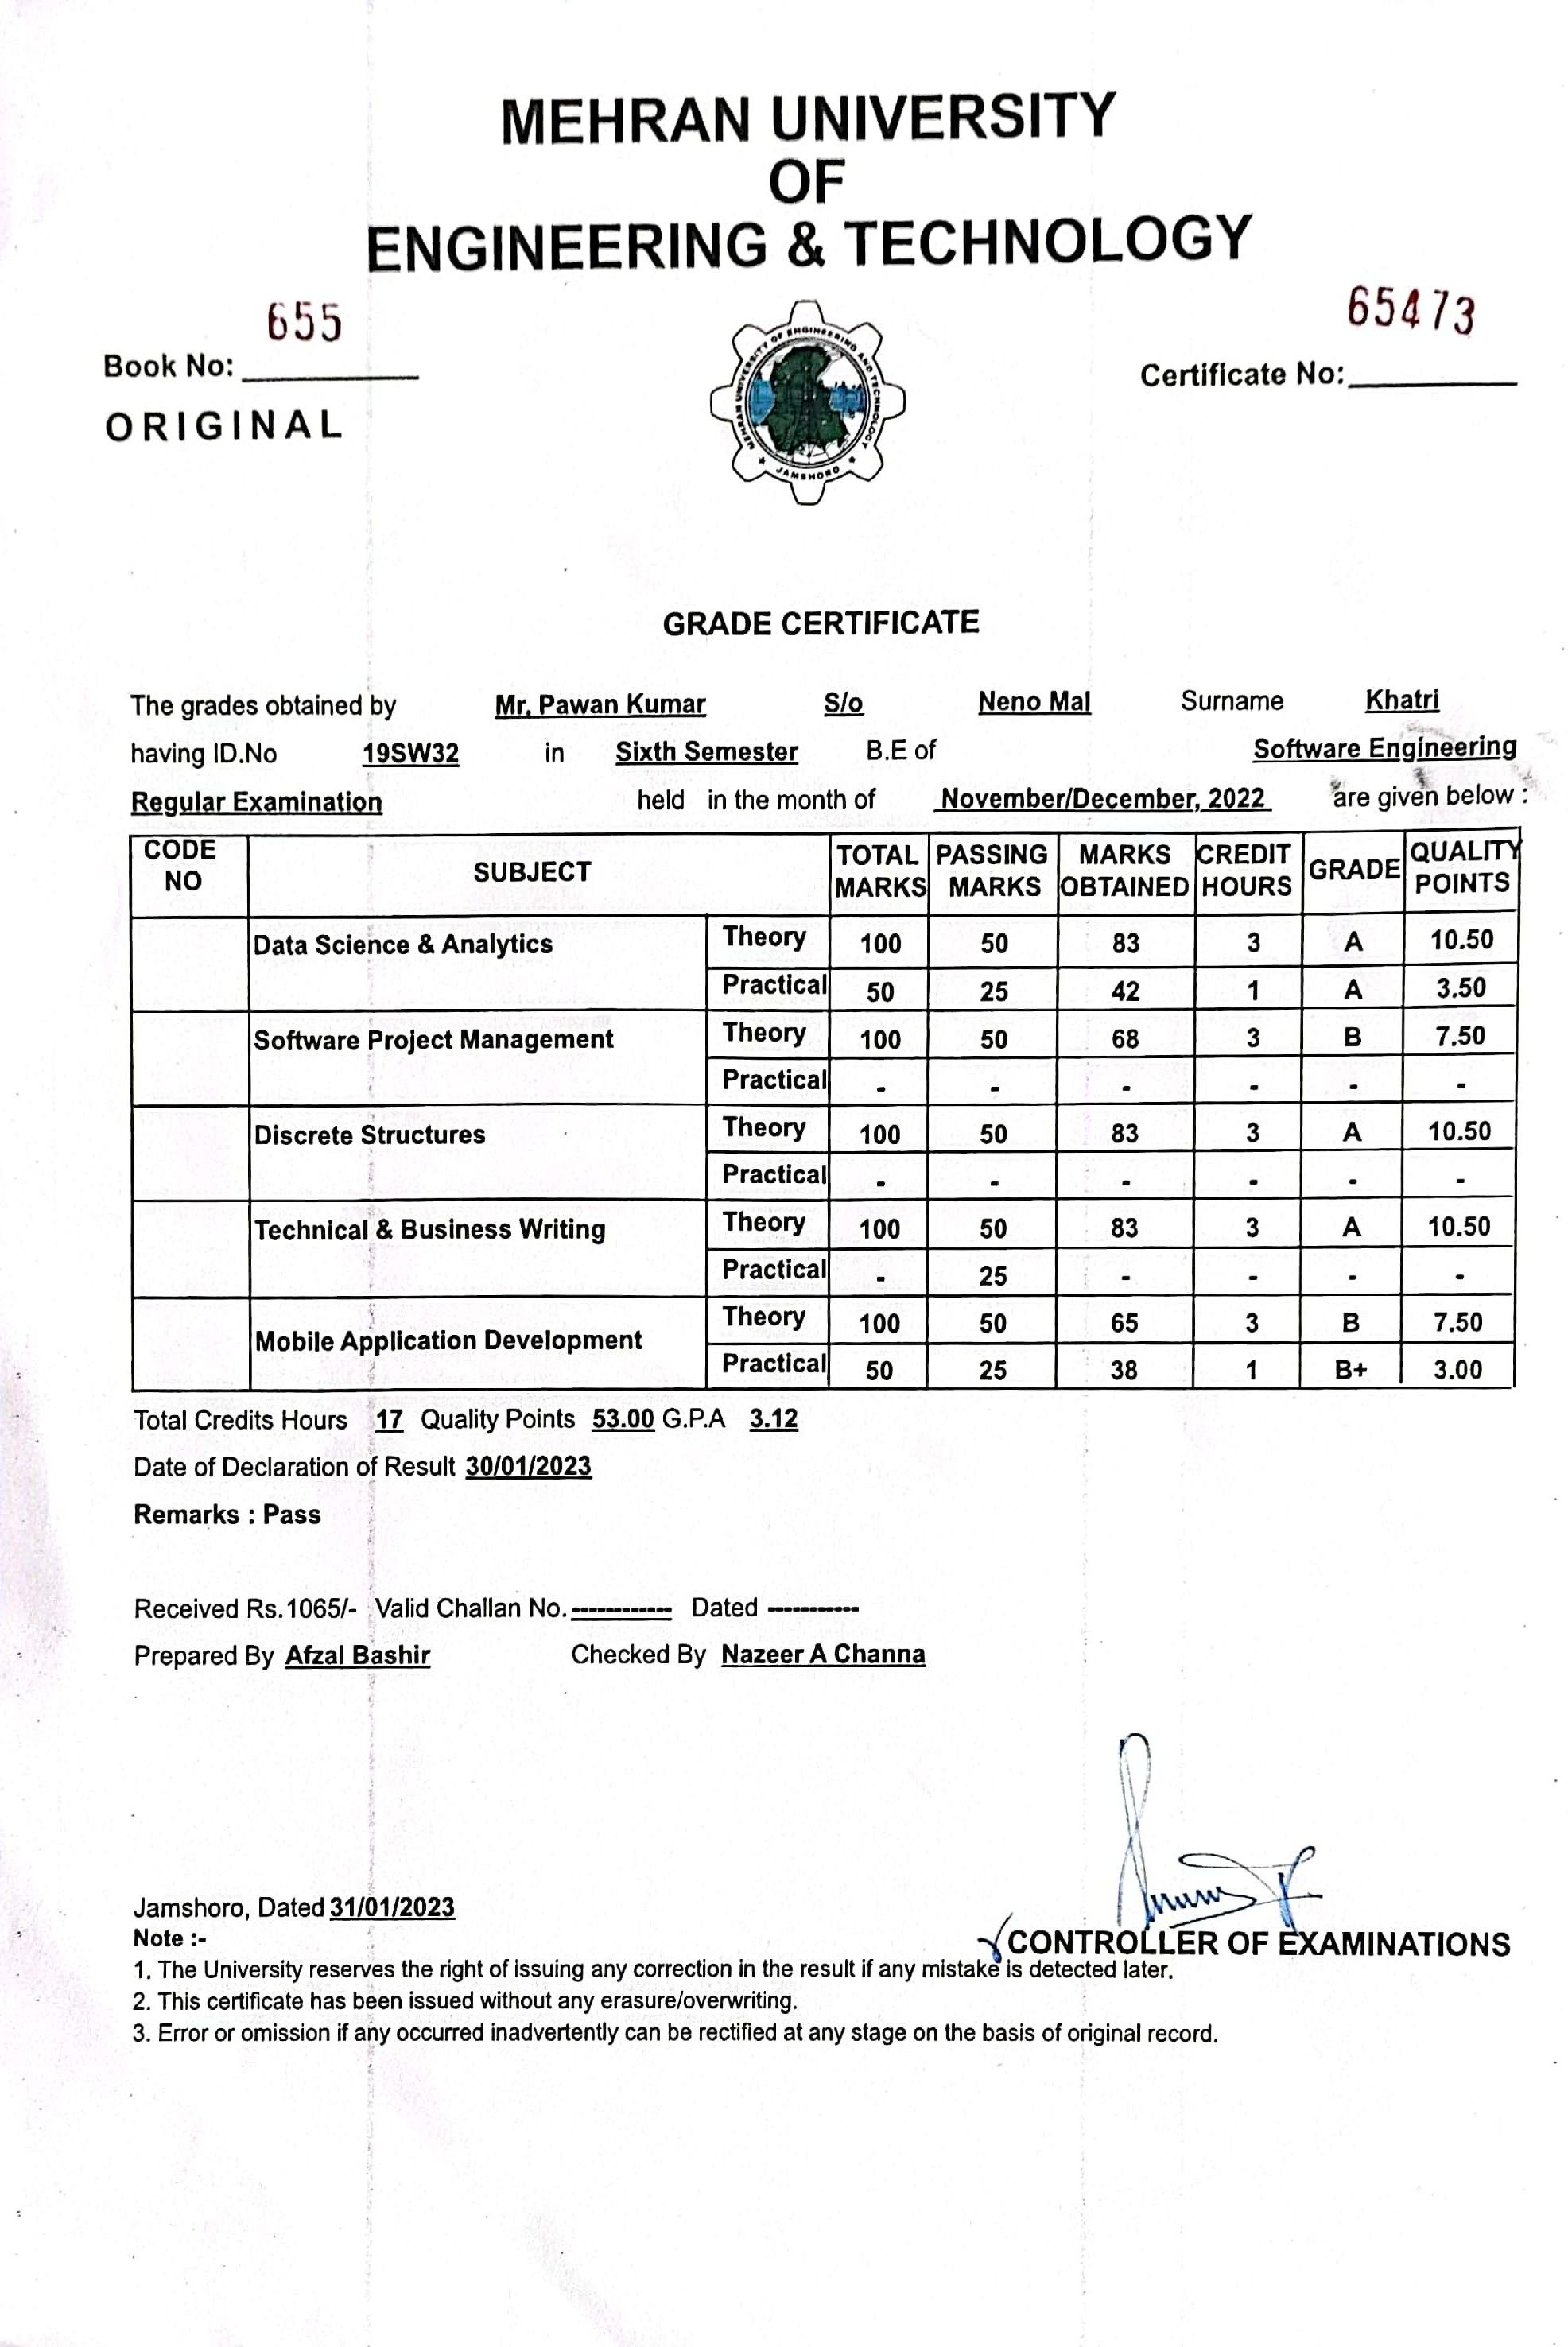 MEHRAN UNIVERSITY
OF
ENGINEERING & TECHNOLOGY
655
65473
Book No:
Certificate No:
ORIGINAL
MEHRAN UNIVERSITY OF ENGINEERING AND TECHNOLOGY
JAMSHORO
GRADE CERTIFICATE
The grades obtained by Mr. Pawan Kumar S/o Neno Mal Surname Khatri
having ID.No 19SW32 in Sixth Semester B.E of Software Engineering
Regular Examination held in the month of November/December, 2022 are given below :
CODE NO SUBJECT TOTAL MARKS PASSING MARKS MARKS OBTAINED CREDIT HOURS GRADE QUALITY POINTS
Data Science & Analytics Theory 100 50 83 3 A 10.50
Practical 50 25 42 1 A 3.50
Software Project Management Theory 100 50 68 3 B 7.50
Practical - - - - - -
Discrete Structures Theory 100 50 83 3 A 10.50
Practical - - - - - -
Technical & Business Writing Theory 100 50 83 3 A 10.50
Practical - 25 - - - -
Mobile Application Development Theory 100 50 65 3 B 7.50
Practical 50 25 38 1 B+ 3.00
Total Credits Hours 17 Quality Points 53.00 G.P.A 3.12
Date of Declaration of Result 30/01/2023
Remarks : Pass
Received Rs.1065/- Valid Challan No. ------------ Dated -----------
Prepared By Afzal Bashir Checked By Nazeer A Channa
Jamshoro, Dated 31/01/2023
Note :-
CONTROLLER OF EXAMINATIONS
1. The University reserves the right of issuing any correction in the result if any mistake is detected later.
2. This certificate has been issued without any erasure/overwriting.
3. Error or omission if any occurred inadvertently can be rectified at any stage on the basis of original record.